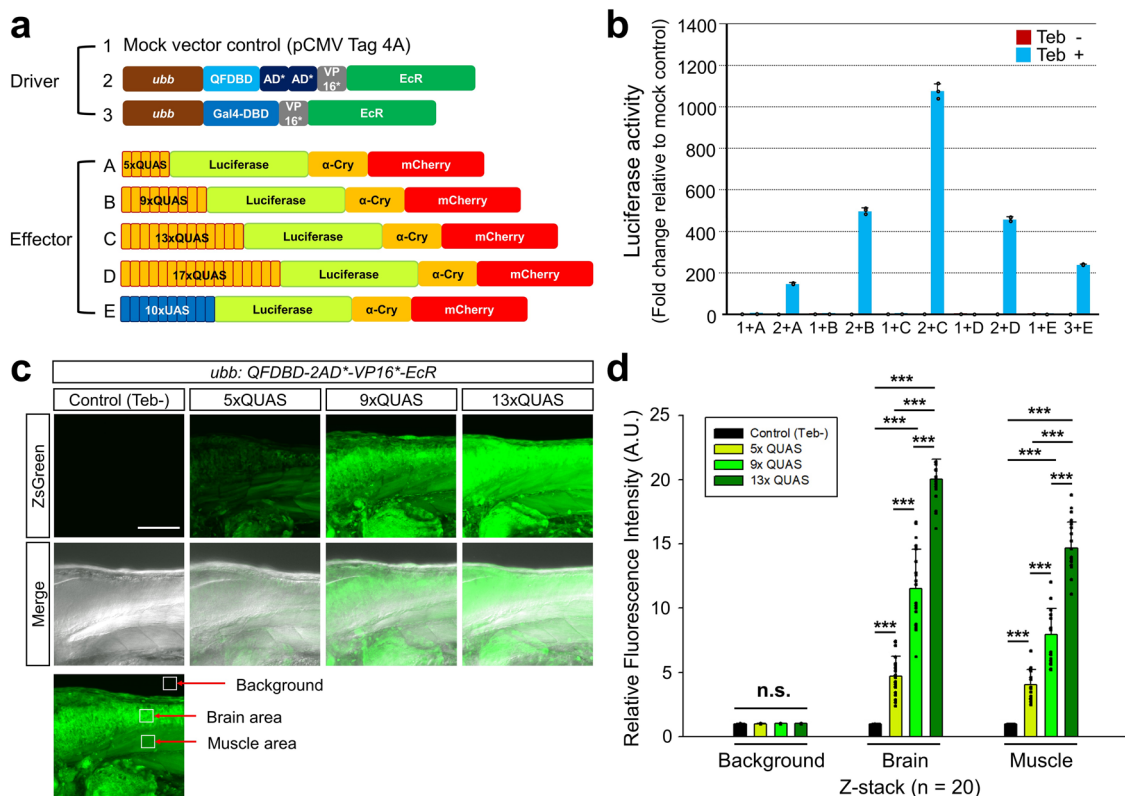 a
Driver
1 Mock vector control (pCMV Tag 4A)
2 ubb QFDBD AD* AD* VP 16* EcR
3 ubb Gal4-DBD VP 16* EcR
Effector
A 5xQUAS Luciferase α-Cry mCherry
B 9xQUAS Luciferase α-Cry mCherry
C 13xQUAS Luciferase α-Cry mCherry
D 17xQUAS Luciferase α-Cry mCherry
E 10xUAS Luciferase α-Cry mCherry
b
Luciferase activity
(Fold change relative to mock control)
1400
1200
1000
800
600
400
200
0
Teb -
Teb +
1+A 2+A 1+B 2+B 1+C 2+C 1+D 2+D 1+E 3+E
c
ubb: QFDBD-2AD*-VP16*-EcR
Control (Teb-) 5xQUAS 9xQUAS 13xQUAS
ZsGreen
Merge
Background
Brain area
Muscle area
d
Relative Fluorescence Intensity (A.U.)
25
20
15
10
5
0
Control (Teb-)
5x QUAS
9x QUAS
13x QUAS
n.s.
***
***
***
***
***
***
***
***
***
***
***
***
Background Brain Muscle
Z-stack (n = 20)